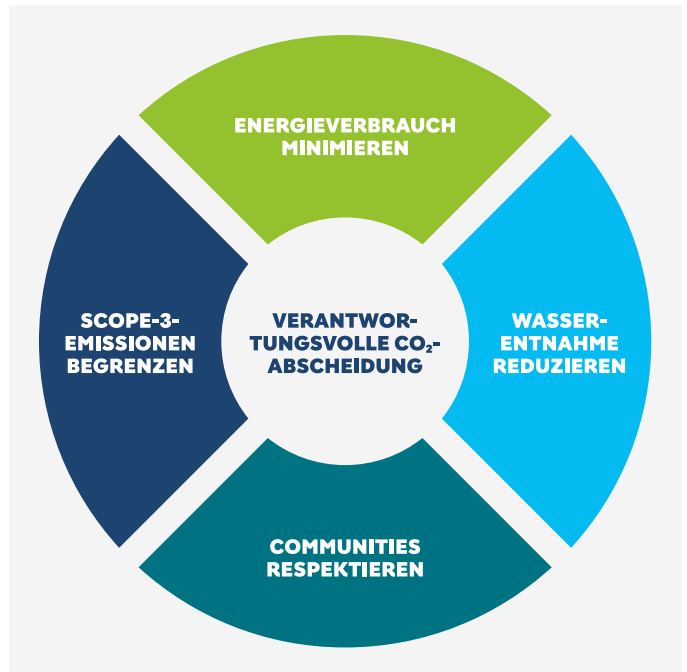 ENERGIEVERBRAUCH
MINIMIEREN
SCOPE-3-
EMISSIONEN
BEGRENZEN
VERANTWOR-
TUNGSVOLLE CO₂-
ABSCHEIDUNG
WASSER-
ENTNAHME
REDUZIEREN
COMMUNITIES
RESPEKTIEREN